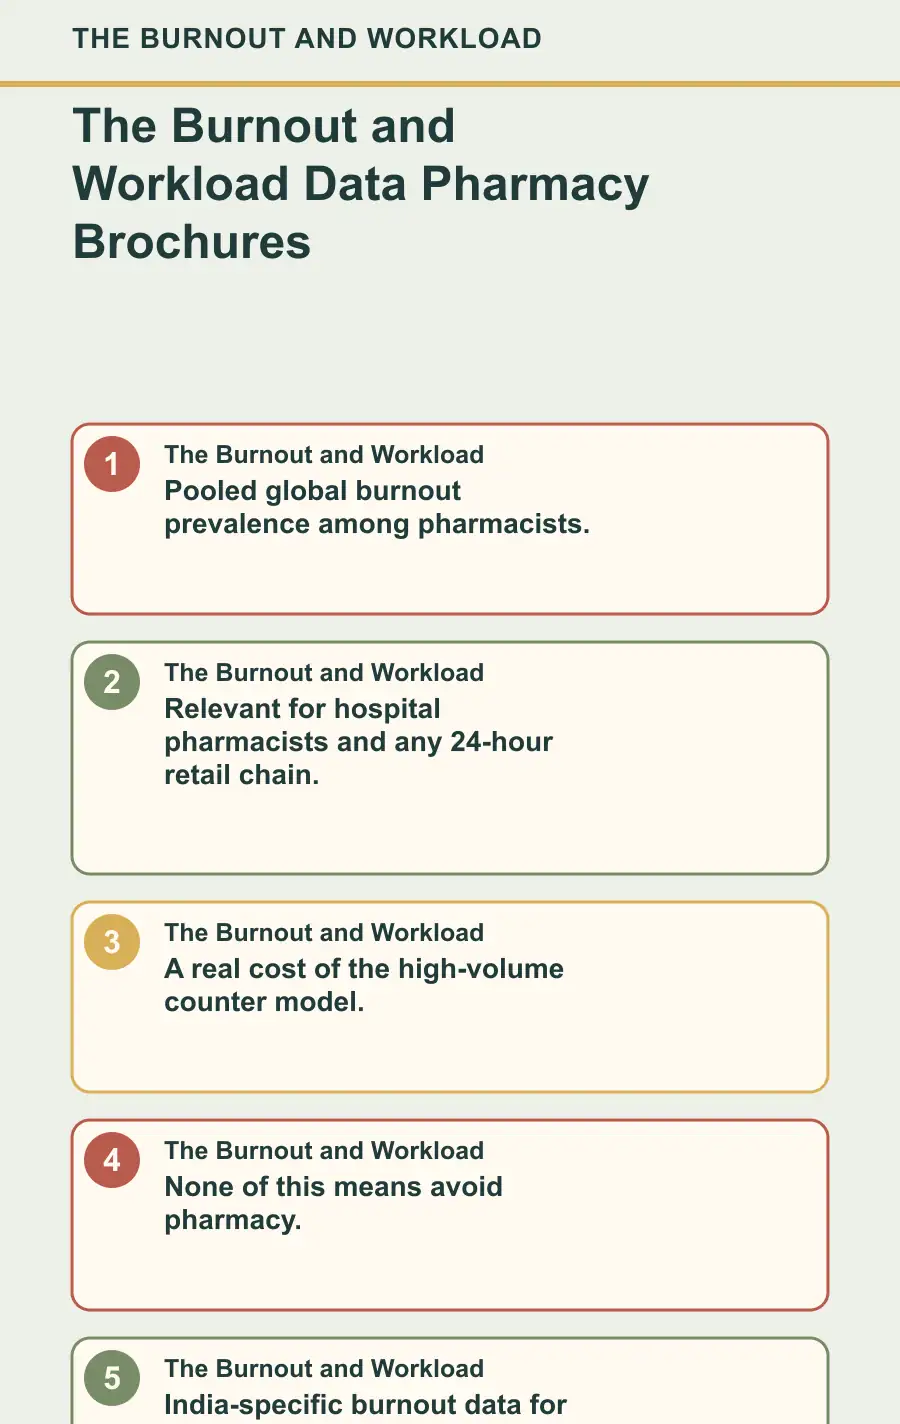 THE BURNOUT AND WORKLOAD
The Burnout and
Workload Data Pharmacy
Brochures
1
The Burnout and Workload
Pooled global burnout
prevalence among pharmacists.
2
The Burnout and Workload
Relevant for hospital
pharmacists and any 24-hour
retail chain.
3
The Burnout and Workload
A real cost of the high-volume
counter model.
4
The Burnout and Workload
None of this means avoid
pharmacy.
5
The Burnout and Workload
India-specific burnout data for